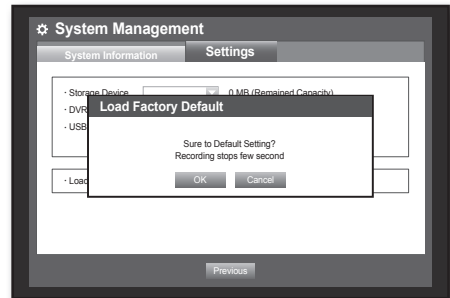 System Management
System Information Settings
· Storage Device 0 MB (Remained Capacity)
· DVR
· USB
Load Factory Default
Sure to Default Setting?
Recording stops few second
OK Cancel
· Load
Previous